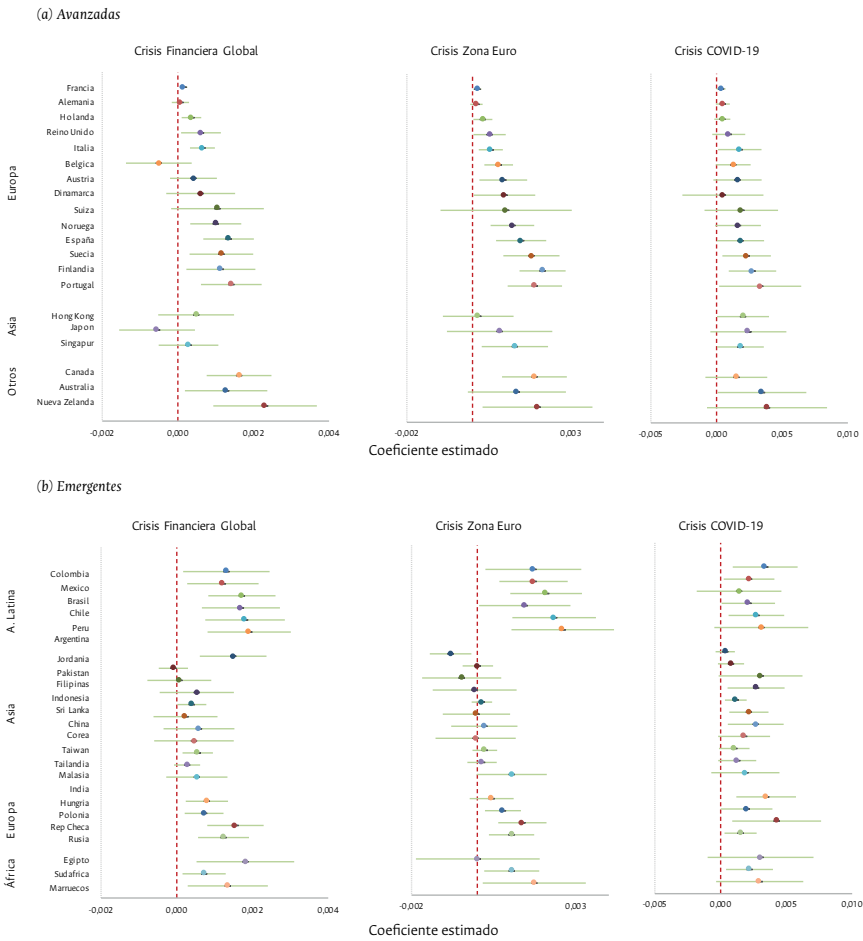 (a) Avanzadas
Crisis Financiera Global
Crisis Zona Euro
Crisis COVID-19
Europa
Francia
Alemania
Holanda
Reino Unido
Italia
Belgica
Austria
Dinamarca
Suiza
Noruega
España
Suecia
Finlandia
Portugal
Asia
Hong Kong
Japon
Singapur
Otros
Canada
Australia
Nueva Zelanda
-0,002 0,000 0,002 0,004
-0,002 0,003
-0,005 0,000 0,005 0,010
Coeficiente estimado
(b) Emergentes
Crisis Financiera Global
Crisis Zona Euro
Crisis COVID-19
A. Latina
Colombia
Mexico
Brasil
Chile
Peru
Argentina
Asia
Jordania
Pakistan
Filipinas
Indonesia
Sri Lanka
China
Corea
Taiwan
Tailandia
Malasia
India
Europa
Hungria
Polonia
Rep Checa
Rusia
África
Egipto
Sudafrica
Marruecos
-0,002 0,000 0,002 0,004
-0,002 0,003
-0,005 0,000 0,005 0,010
Coeficiente estimado